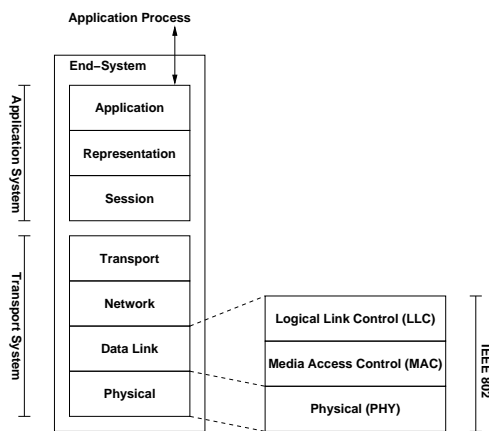 Application Process
End–System
Application System
Application
Representation
Session
Transport System
Transport
Network
Data Link
Physical
Logical Link Control (LLC)
Media Access Control (MAC)
Physical (PHY)
IEEE 802